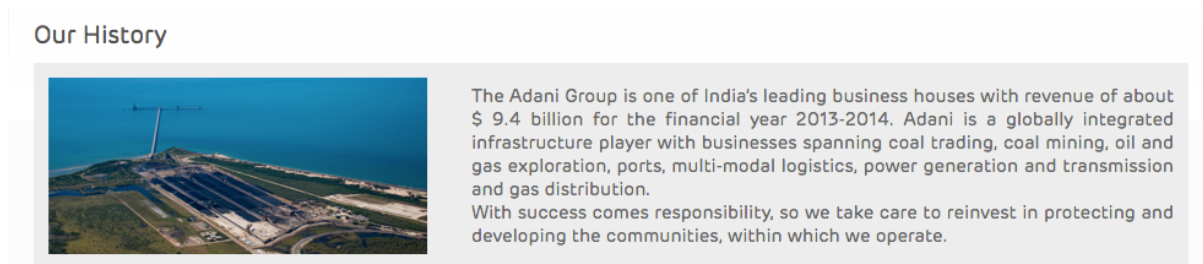 Our History
The Adani Group is one of India's leading business houses with revenue of about
$ 9.4 billion for the financial year 2013-2014. Adani is a globally integrated
infrastructure player with businesses spanning coal trading, coal mining, oil and
gas exploration, ports, multi-modal logistics, power generation and transmission
and gas distribution.
With success comes responsibility, so we take care to reinvest in protecting and
developing the communities, within which we operate.